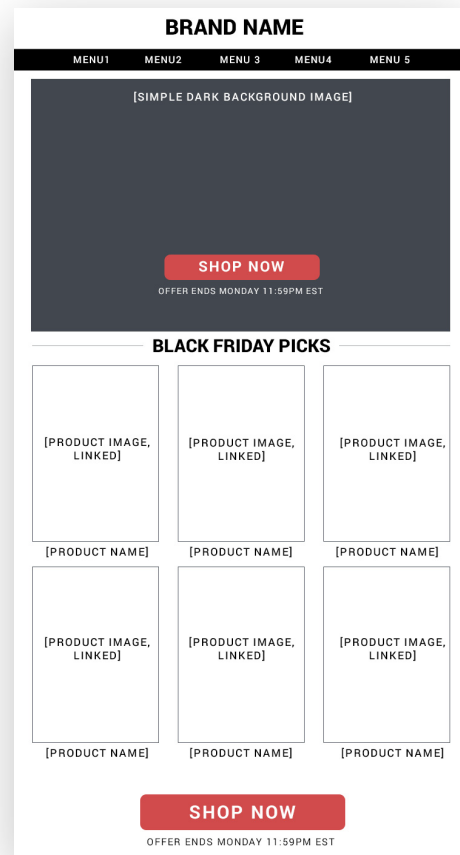 BRAND NAME
MENU1 MENU2 MENU 3 MENU4 MENU 5
[SIMPLE DARK BACKGROUND IMAGE]
SHOP NOW
OFFER ENDS MONDAY 11:59PM EST
BLACK FRIDAY PICKS
[PRODUCT IMAGE,
LINKED]
[PRODUCT IMAGE,
LINKED]
[PRODUCT IMAGE,
LINKED]
[PRODUCT NAME] [PRODUCT NAME] [PRODUCT NAME]
[PRODUCT IMAGE,
LINKED]
[PRODUCT IMAGE,
LINKED]
[PRODUCT IMAGE,
LINKED]
[PRODUCT NAME] [PRODUCT NAME] [PRODUCT NAME]
SHOP NOW
OFFER ENDS MONDAY 11:59PM EST